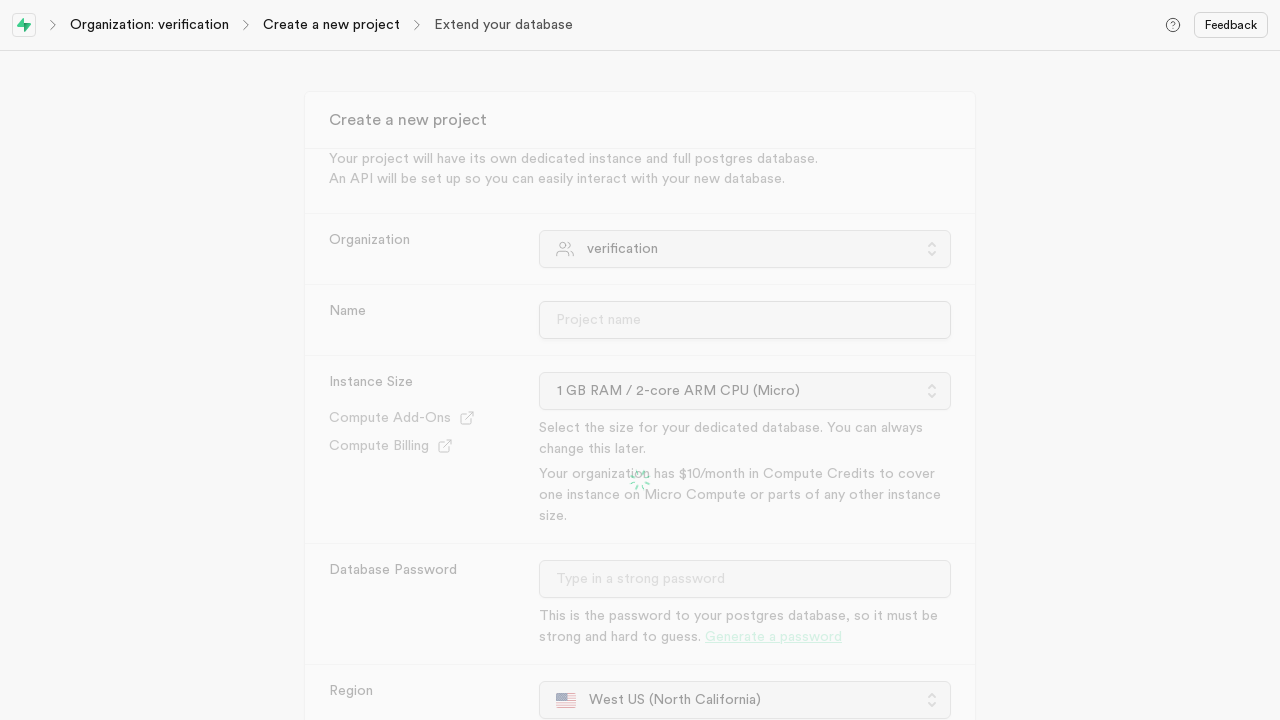 Organization: verification
Create a new project
Extend your database
Feedback
Create a new project
Your project will have its own dedicated instance and full postgres database.
An API will be set up so you can easily interact with your new database.
Organization
verification
Name
Project name
Instance Size
1 GB RAM / 2-core ARM CPU (Micro)
Compute Add-Ons
Compute Billing
Select the size for your dedicated database. You can always
change this later.
Your organization has $10/month in Compute Credits to cover
one instance on Micro Compute or parts of any other instance
size.
Database Password
Type in a strong password
This is the password to your postgres database, so it must be
strong and hard to guess. Generate a password
Region
West US (North California)